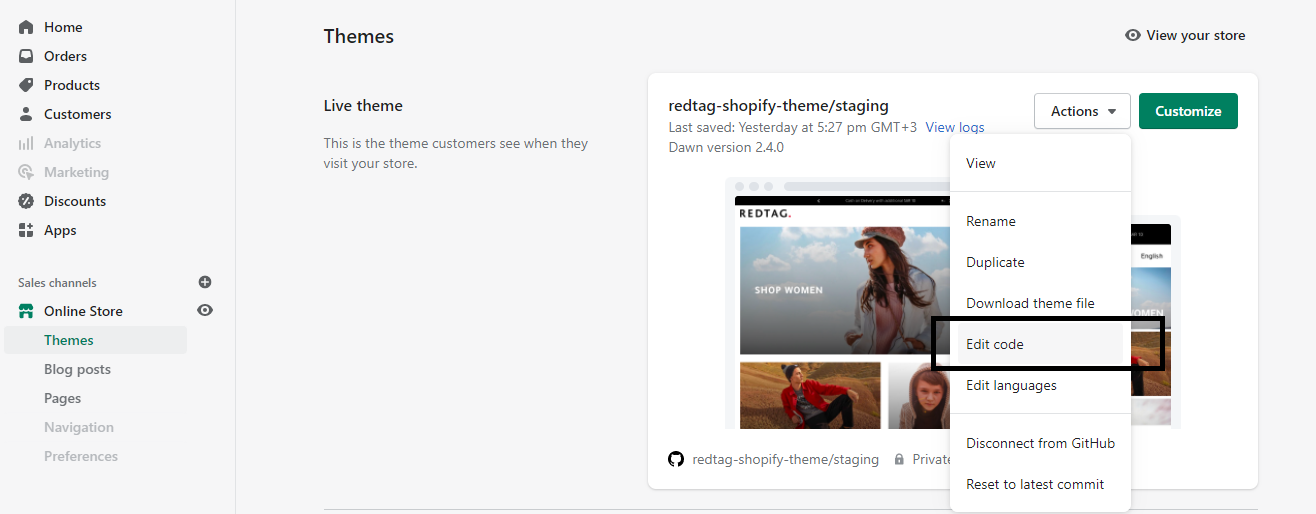 Home
Orders
Products
Customers
Analytics
Marketing
Discounts
Apps
Sales channels
Online Store
Themes
Blog posts
Pages
Navigation
Preferences
Themes
View your store
Live theme
This is the theme customers see when they
visit your store.
redtag-shopify-theme/staging
Actions
Customize
Last saved: Yesterday at 5:27 pm GMT+3 View logs
Dawn version 2.4.0
REDTAG.
SHOP WOMEN
English
OMEN
View
Rename
Duplicate
Download theme file
Edit code
Edit languages
Disconnect from GitHub
Reset to latest commit
redtag-shopify-theme/staging
Private